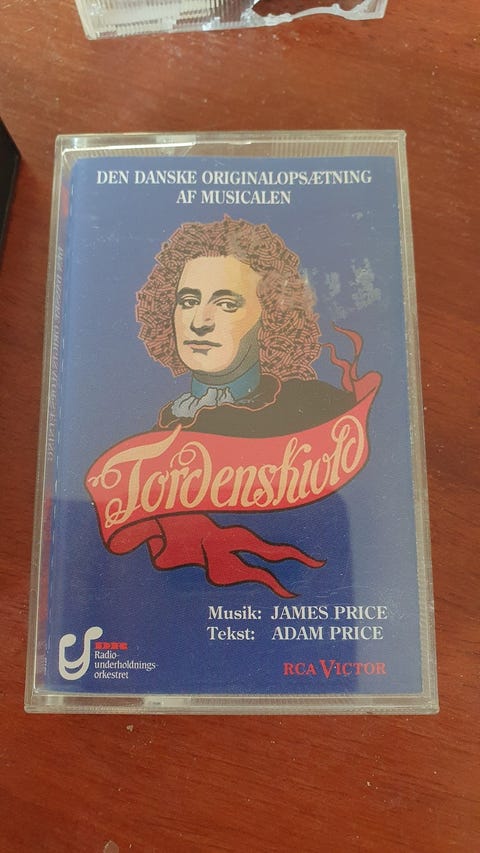 DEN DANSKE ORIGINALOPSÆTNING
AF MUSICALEN
Tordenskiold
Musik: JAMES PRICE
Tekst: ADAM PRICE
DR
Radio-
underholdnings-
orkestret
RCA VICTOR